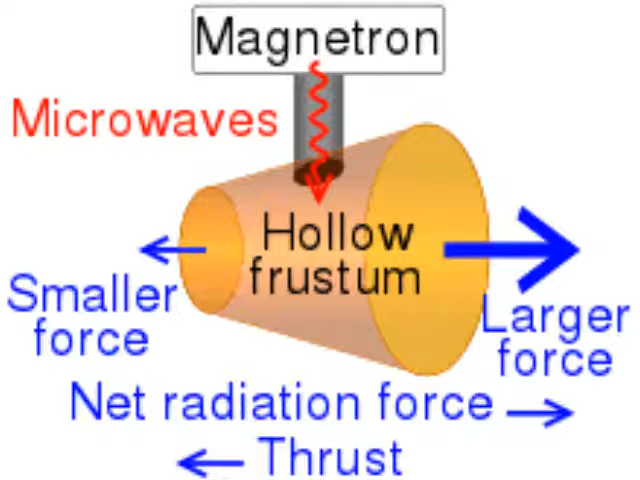 Magnetron
Microwaves
Hollow
frustum
Smaller
force
Larger
force
Net radiation force
Thrust